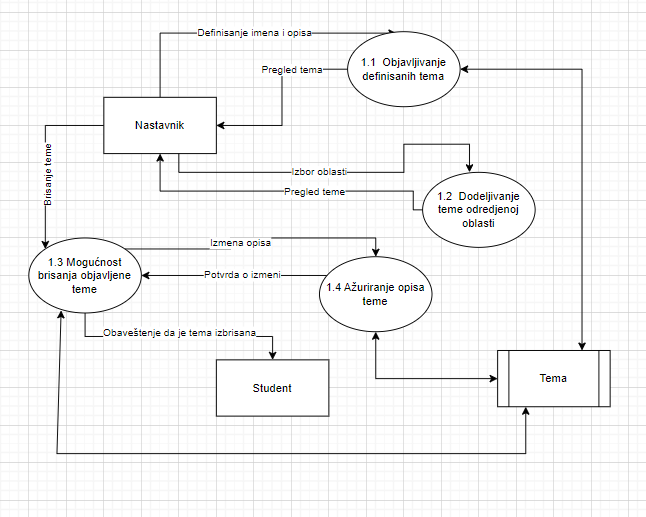 Definisanje imena i opisa
1.1 Objavljivanje
definisanih tema
Pregled tema
Nastavnik
Brisanje teme
Izbor oblasti
Pregled teme
1.2 Dodeljivanje
teme odredjenoj
oblasti
Izmena opisa
1.3 Mogućnost
brisanja objavljene
teme
Potvrda o izmeni
1.4 Ažuriranje opisa
teme
Obaveštenje da je tema izbrisana
Student
Tema